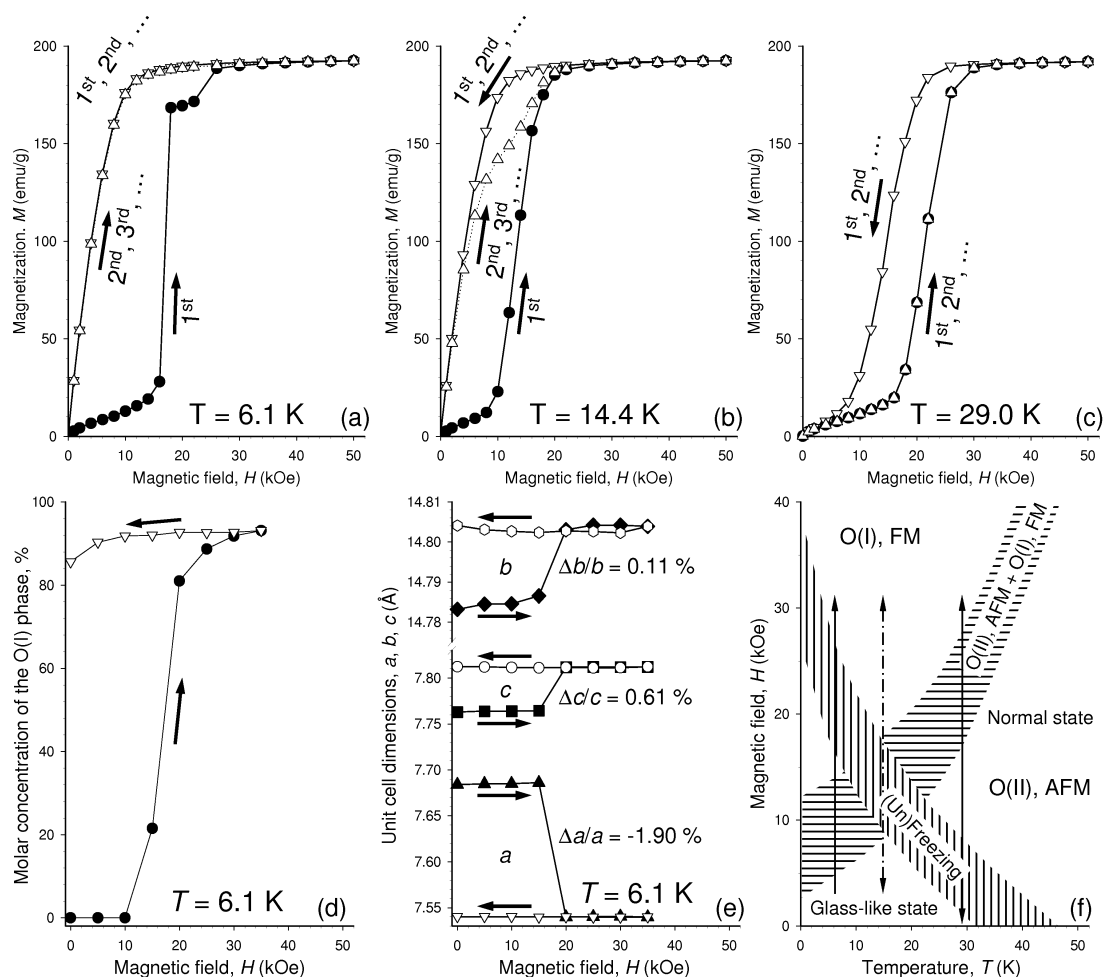 1st, 2nd, ...
2nd, 3rd, ...
1st
Magnetization. M (emu/g)
200
150
100
50
0
T = 6.1 K
(a)
0 10 20 30 40 50
Magnetic field, H (kOe)
1st, 2nd, ...
2nd, 3rd, ...
1st
Magnetization, M (emu/g)
200
150
100
50
0
T = 14.4 K
(b)
0 10 20 30 40 50
Magnetic field, H (kOe)
1st, 2nd, ...
1st, 2nd, ...
Magnetization, M (emu/g)
200
150
100
50
0
T = 29.0 K
(c)
0 10 20 30 40 50
Magnetic field, H (kOe)
Molar concentration of the O(I) phase, %
100
80
60
40
20
0
T = 6.1 K
(d)
0 10 20 30 40 50
Magnetic field, H (kOe)
Unit cell dimensions, a, b, c (Å)
14.81
14.80
14.79
14.78
7.80
7.75
7.70
7.65
7.60
7.55
b
Δb/b = 0.11 %
c
Δc/c = 0.61 %
Δa/a = -1.90 %
a
T = 6.1 K
(e)
0 10 20 30 40 50
Magnetic field, H (kOe)
Magnetic field, H (kOe)
40
30
20
10
0
O(I), FM
O(II), AFM + O(I), FM
Normal state
O(II), AFM
(Un)Freezing
Glass-like state
(f)
0 10 20 30 40 50
Temperature, T (K)